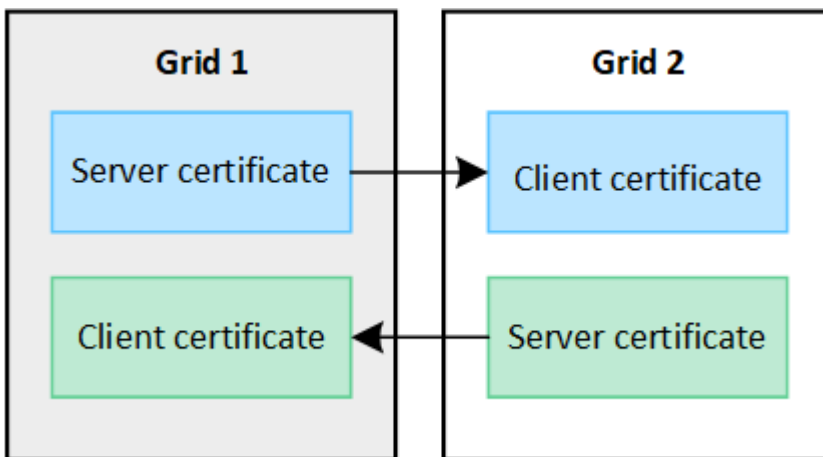 Grid 1
Server certificate
Client certificate
Grid 2
Client certificate
Server certificate